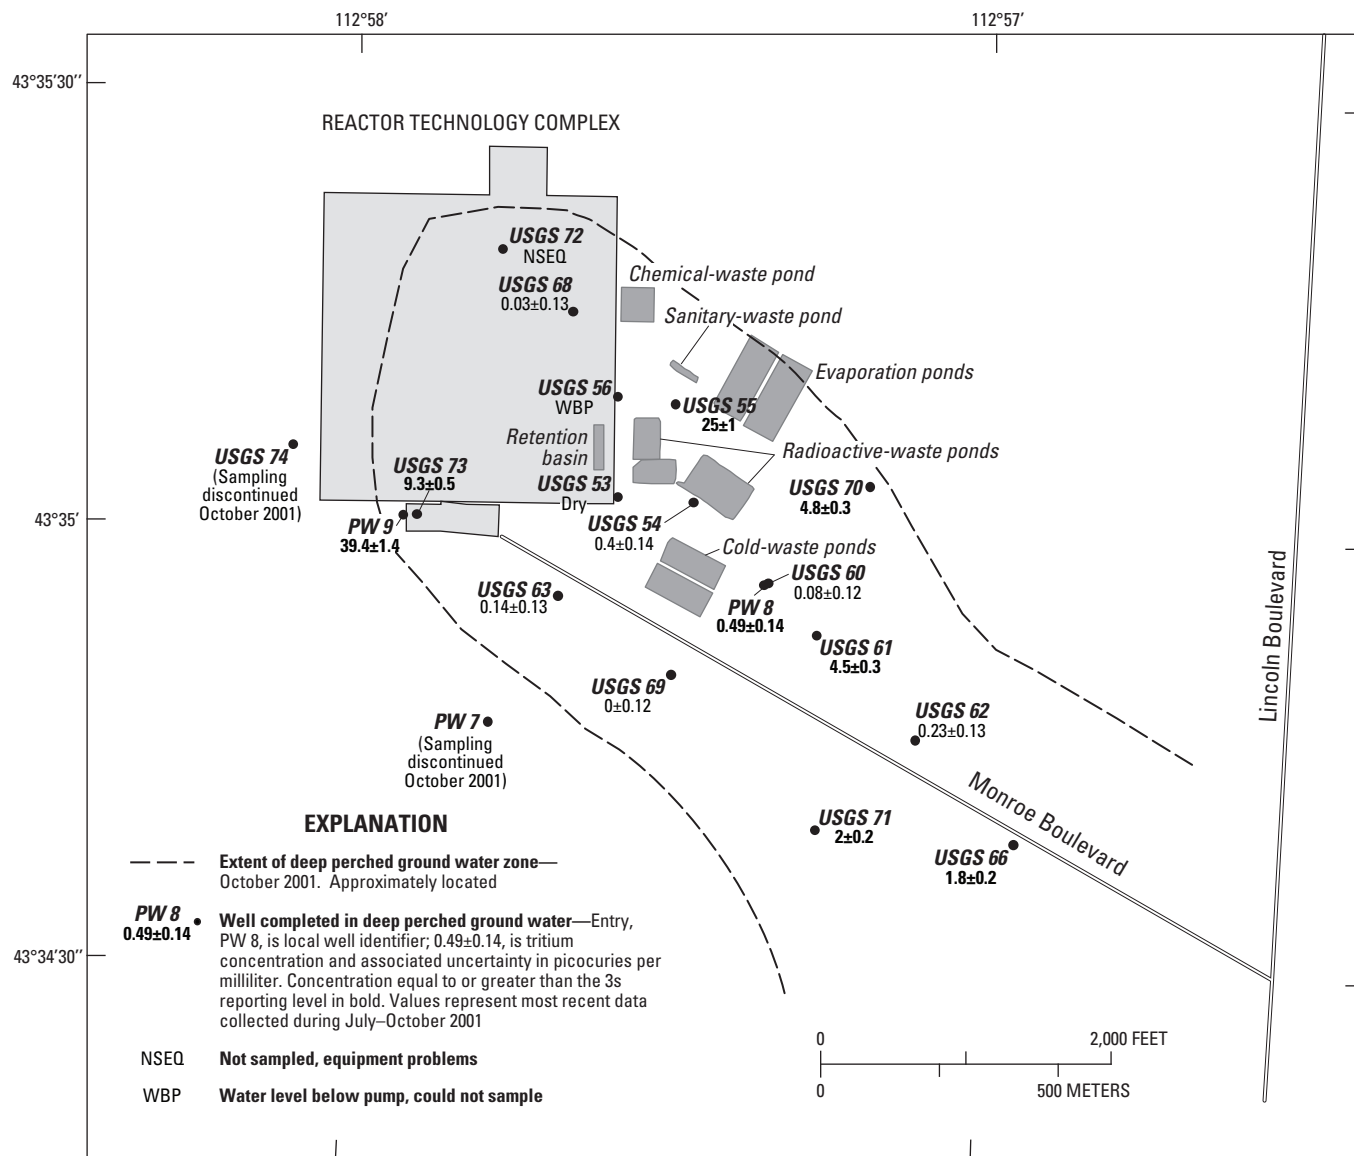 112°58'
112°57'
43°35'30''
REACTOR TECHNOLOGY COMPLEX
USGS 72
NSEQ
Chemical-waste pond
USGS 68
0.03±0.13
Sanitary-waste pond
Evaporation ponds
USGS 56
WBP
USGS 55
25±1
Retention
basin
Radioactive-waste ponds
USGS 74
(Sampling
discontinued
October 2001)
USGS 73
9.3±0.5
USGS 53
Dry
USGS 70
4.8±0.3
43°35'
PW 9
39.4±1.4
USGS 54
0.4±0.14
Cold-waste ponds
USGS 63
0.14±0.13
USGS 60
0.08±0.12
PW 8
0.49±0.14
USGS 61
4.5±0.3
USGS 69
0±0.12
Lincoln Boulevard
PW 7
(Sampling
discontinued
October 2001)
USGS 62
0.23±0.13
Monroe Boulevard
USGS 71
2±0.2
USGS 66
1.8±0.2
EXPLANATION
Extent of deep perched ground water zone—
October 2001. Approximately located
PW 8
0.49±0.14
Well completed in deep perched ground water—Entry,
PW 8, is local well identifier; 0.49±0.14, is tritium
concentration and associated uncertainty in picocuries per
milliliter. Concentration equal to or greater than the 3s
reporting level in bold. Values represent most recent data
collected during July–October 2001
43°34'30''
NSEQ Not sampled, equipment problems
WBP Water level below pump, could not sample
0 2,000 FEET
0 500 METERS